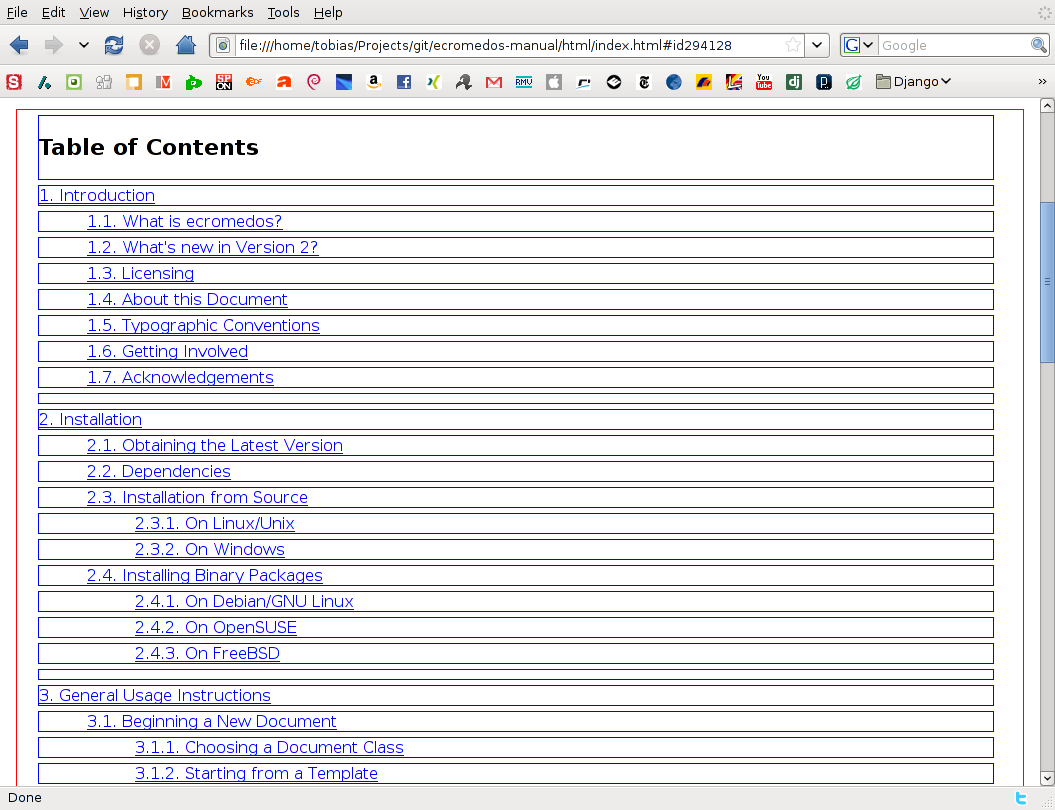 File Edit View History Bookmarks Tools Help
file:///home/tobias/Projects/git/ecromedos-manual/html/index.html#id294128
G Google
S SP ON M a f RMV You Tube dj Django »
Table of Contents
1. Introduction
1.1. What is ecromedos?
1.2. What's new in Version 2?
1.3. Licensing
1.4. About this Document
1.5. Typographic Conventions
1.6. Getting Involved
1.7. Acknowledgements
2. Installation
2.1. Obtaining the Latest Version
2.2. Dependencies
2.3. Installation from Source
2.3.1. On Linux/Unix
2.3.2. On Windows
2.4. Installing Binary Packages
2.4.1. On Debian/GNU Linux
2.4.2. On OpenSUSE
2.4.3. On FreeBSD
3. General Usage Instructions
3.1. Beginning a New Document
3.1.1. Choosing a Document Class
3.1.2. Starting from a Template
Done